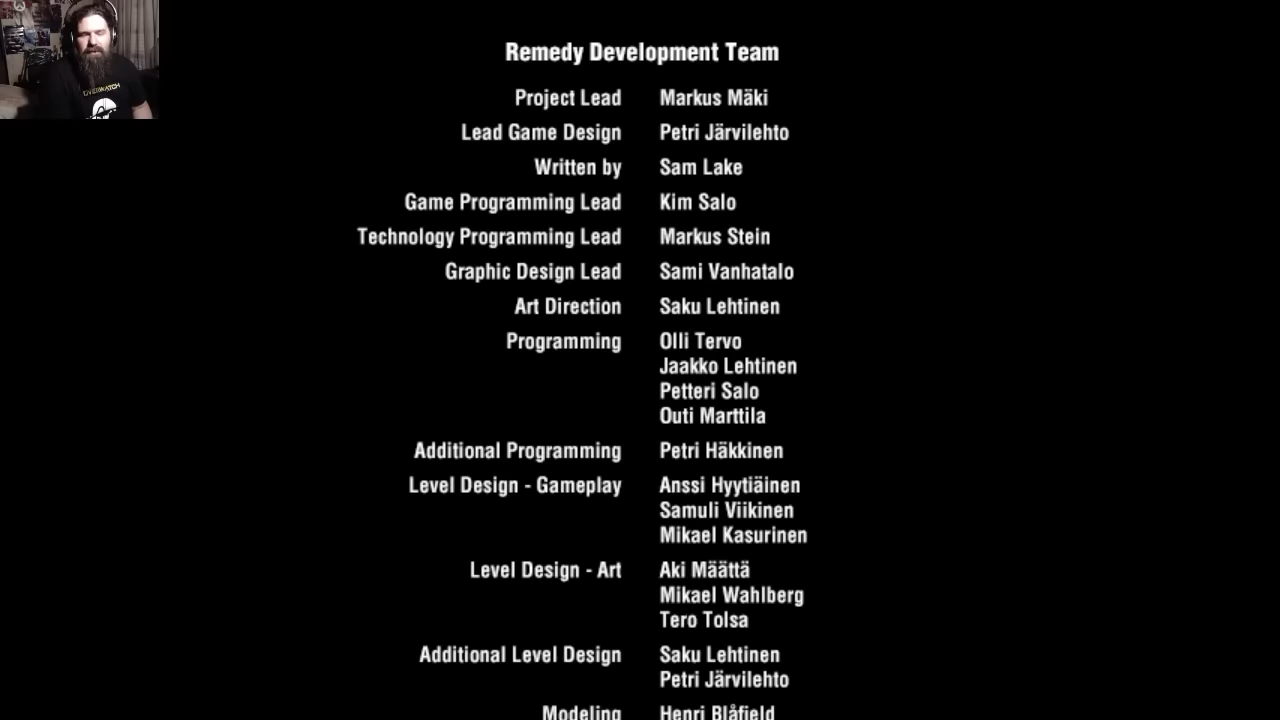 OVERWATCH
Remedy Development Team
Project Lead Markus Mäki
Lead Game Design Petri Järvilehto
Written by Sam Lake
Game Programming Lead Kim Salo
Technology Programming Lead Markus Stein
Graphic Design Lead Sami Vanhatalo
Art Direction Saku Lehtinen
Programming Olli Tervo
Jaakko Lehtinen
Petteri Salo
Outi Marttila
Additional Programming Petri Häkkinen
Level Design - Gameplay Anssi Hyytiäinen
Samuli Viikinen
Mikael Kasurinen
Level Design - Art Aki Määttä
Mikael Wahlberg
Tero Tolsa
Additional Level Design Saku Lehtinen
Petri Järvilehto
Modeling Henri Blåfield